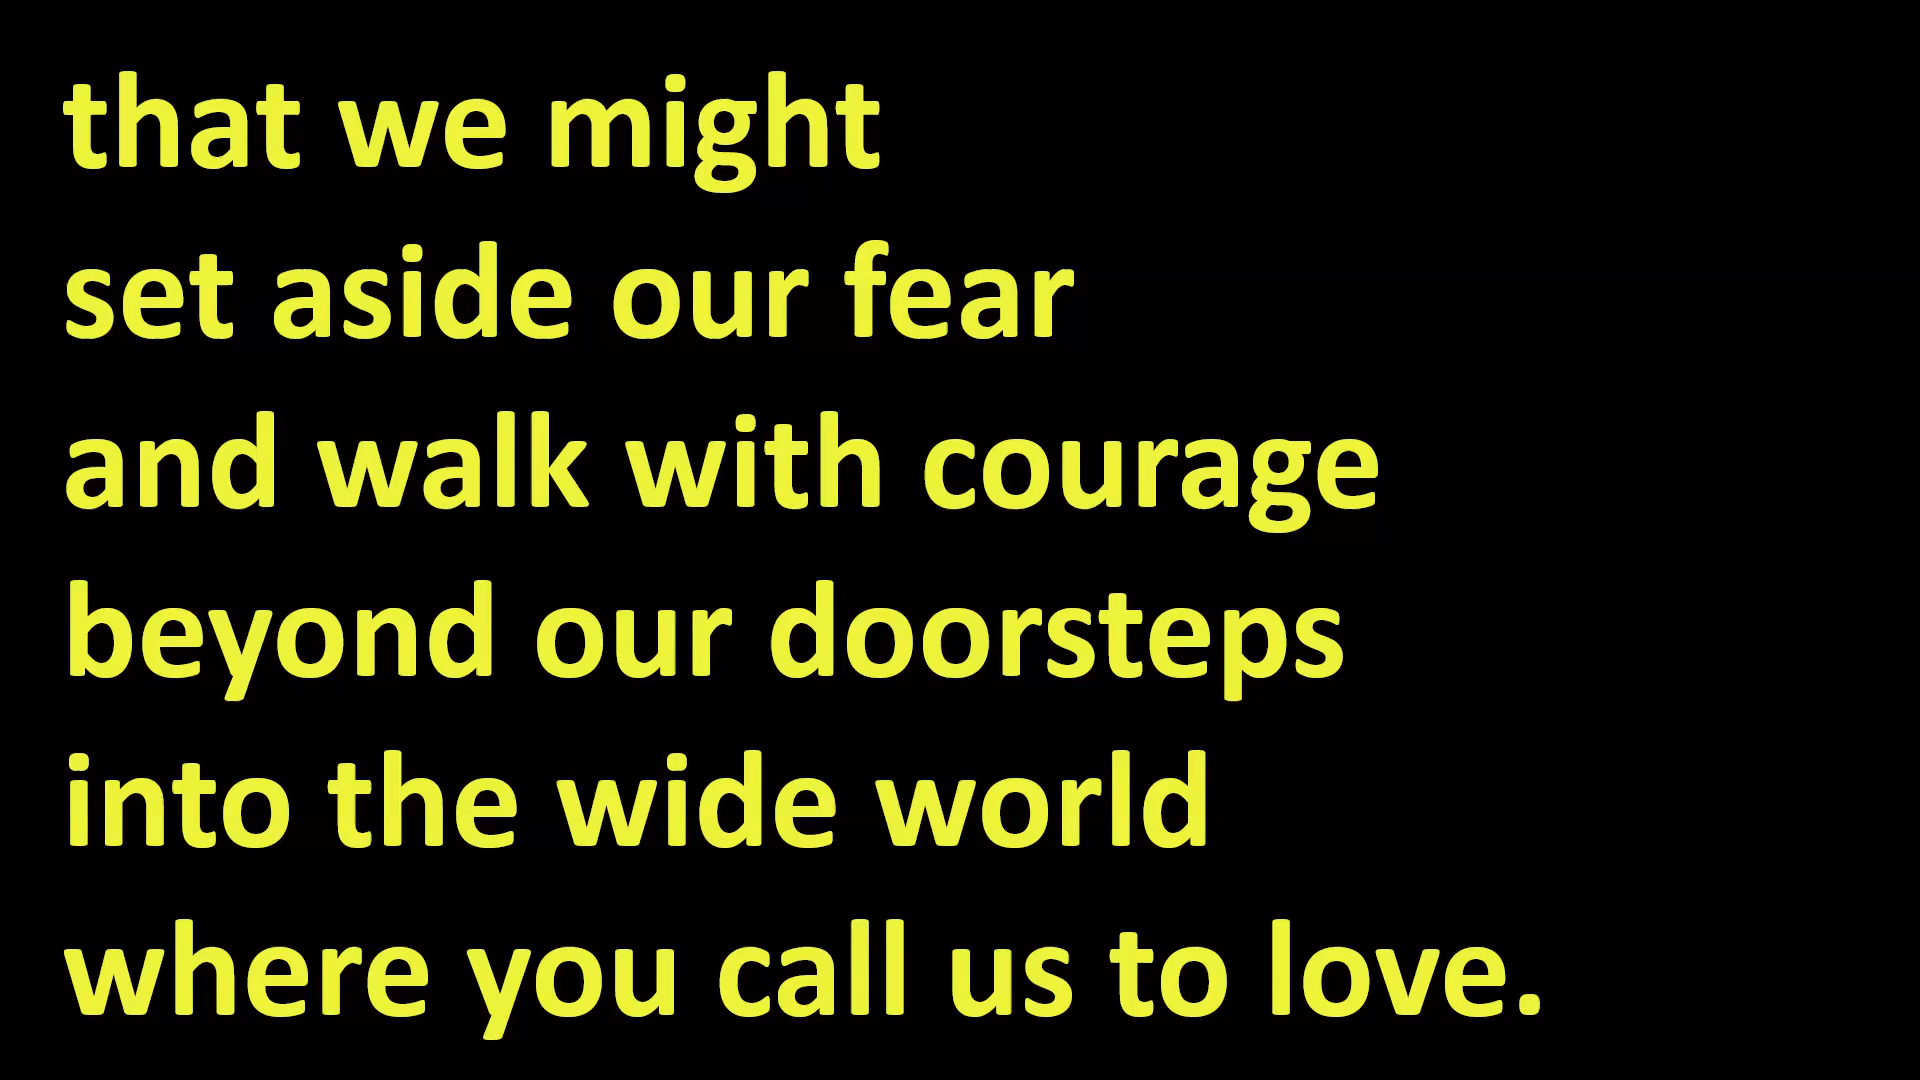 that we might
set aside our fear
and walk with courage
beyond our doorsteps
into the wide world
where you call us to love.